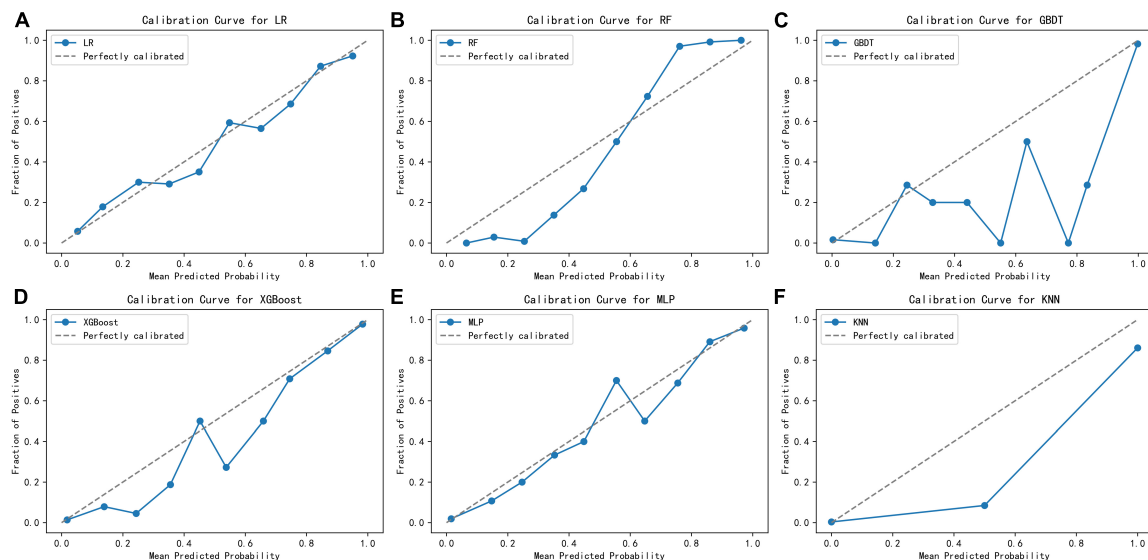 A
Calibration Curve for LR
LR
Perfectly calibrated
Fraction of Positives
1.0
0.8
0.6
0.4
0.2
0.0
0.0 0.2 0.4 0.6 0.8 1.0
Mean Predicted Probability
B
Calibration Curve for RF
RF
Perfectly calibrated
Fraction of Positives
1.0
0.8
0.6
0.4
0.2
0.0
0.0 0.2 0.4 0.6 0.8 1.0
Mean Predicted Probability
C
Calibration Curve for GBDT
GBDT
Perfectly calibrated
Fraction of Positives
1.0
0.8
0.6
0.4
0.2
0.0
0.0 0.2 0.4 0.6 0.8 1.0
Mean Predicted Probability
D
Calibration Curve for XGBoost
XGBoost
Perfectly calibrated
Fraction of Positives
1.0
0.8
0.6
0.4
0.2
0.0
0.0 0.2 0.4 0.6 0.8 1.0
Mean Predicted Probability
E
Calibration Curve for MLP
MLP
Perfectly calibrated
Fraction of Positives
1.0
0.8
0.6
0.4
0.2
0.0
0.0 0.2 0.4 0.6 0.8 1.0
Mean Predicted Probability
F
Calibration Curve for KNN
KNN
Perfectly calibrated
Fraction of Positives
1.0
0.8
0.6
0.4
0.2
0.0
0.0 0.2 0.4 0.6 0.8 1.0
Mean Predicted Probability